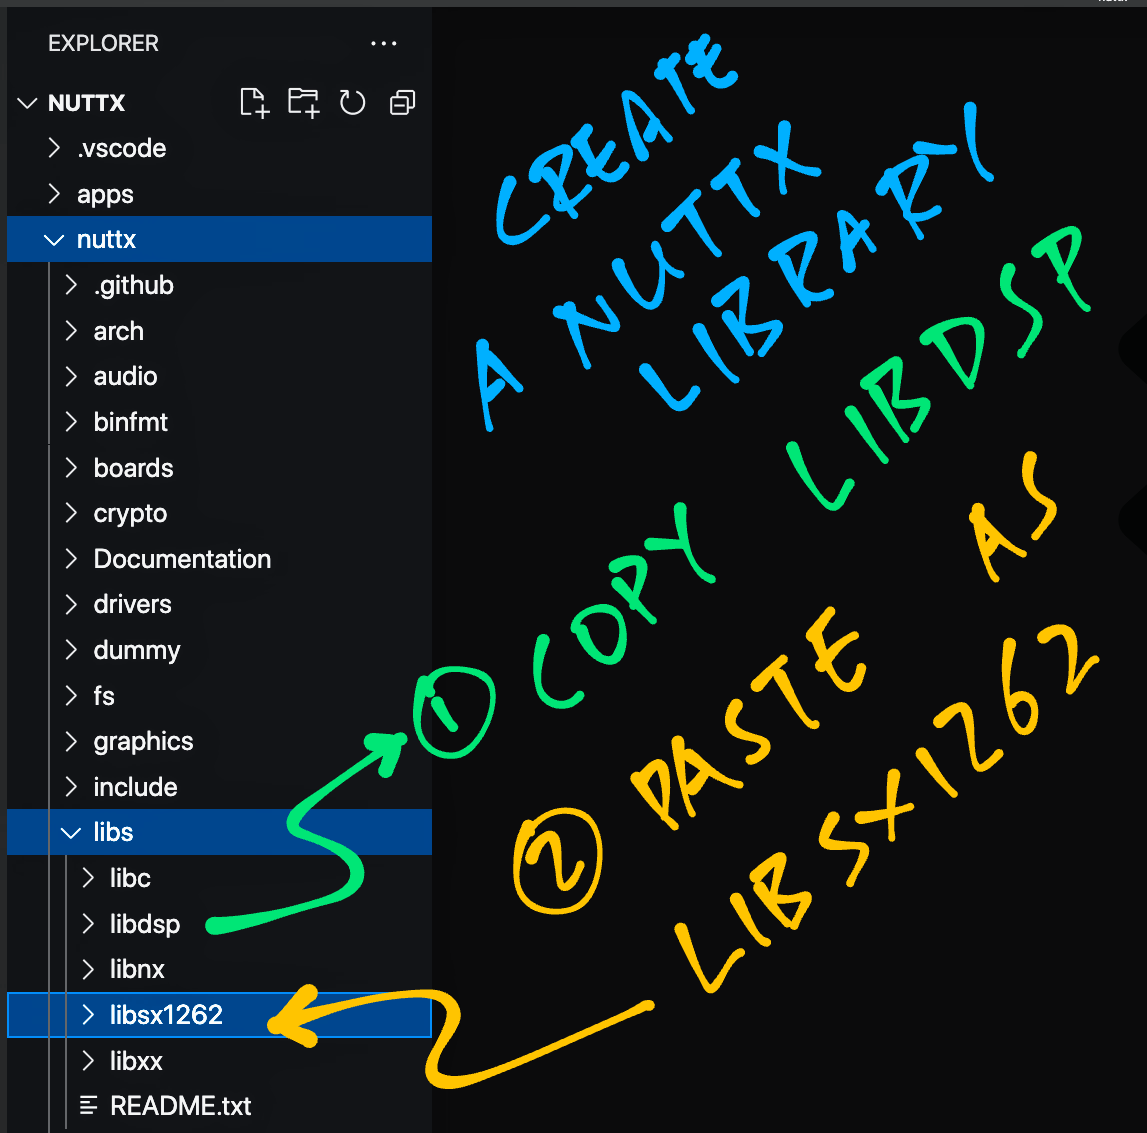 EXPLORER ...
NUTTX
.vscode
apps
nuttx
.github
arch
audio
binfmt
boards
crypto
Documentation
drivers
dummy
fs
graphics
include
libs
libc
libdsp
libnx
libsx1262
libxx
README.txt
CREATE
A NUTTX
LIBRARY
1 COPY LIBDSP
2 PASTE AS
LIBSX1262